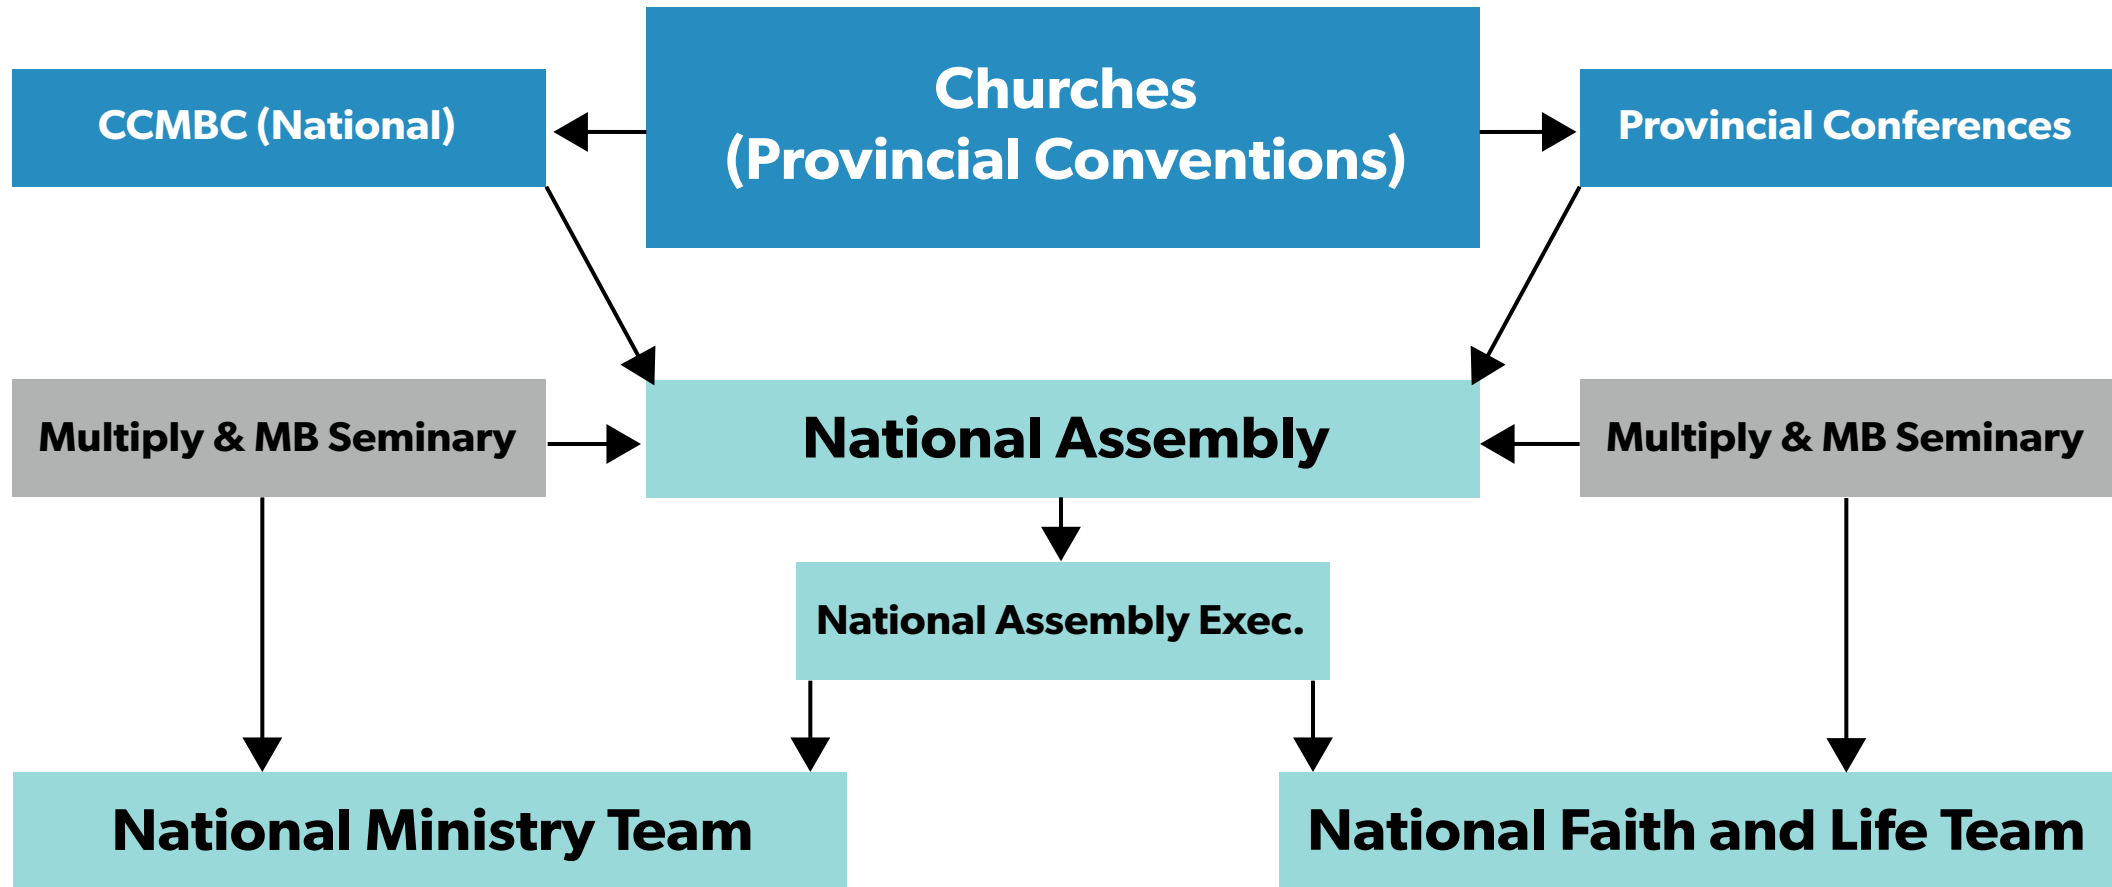 Churches
(Provincial Conventions)
CCMBC (National)
Provincial Conferences
Multiply & MB Seminary
National Assembly
Multiply & MB Seminary
National Assembly Exec.
National Ministry Team
National Faith and Life Team